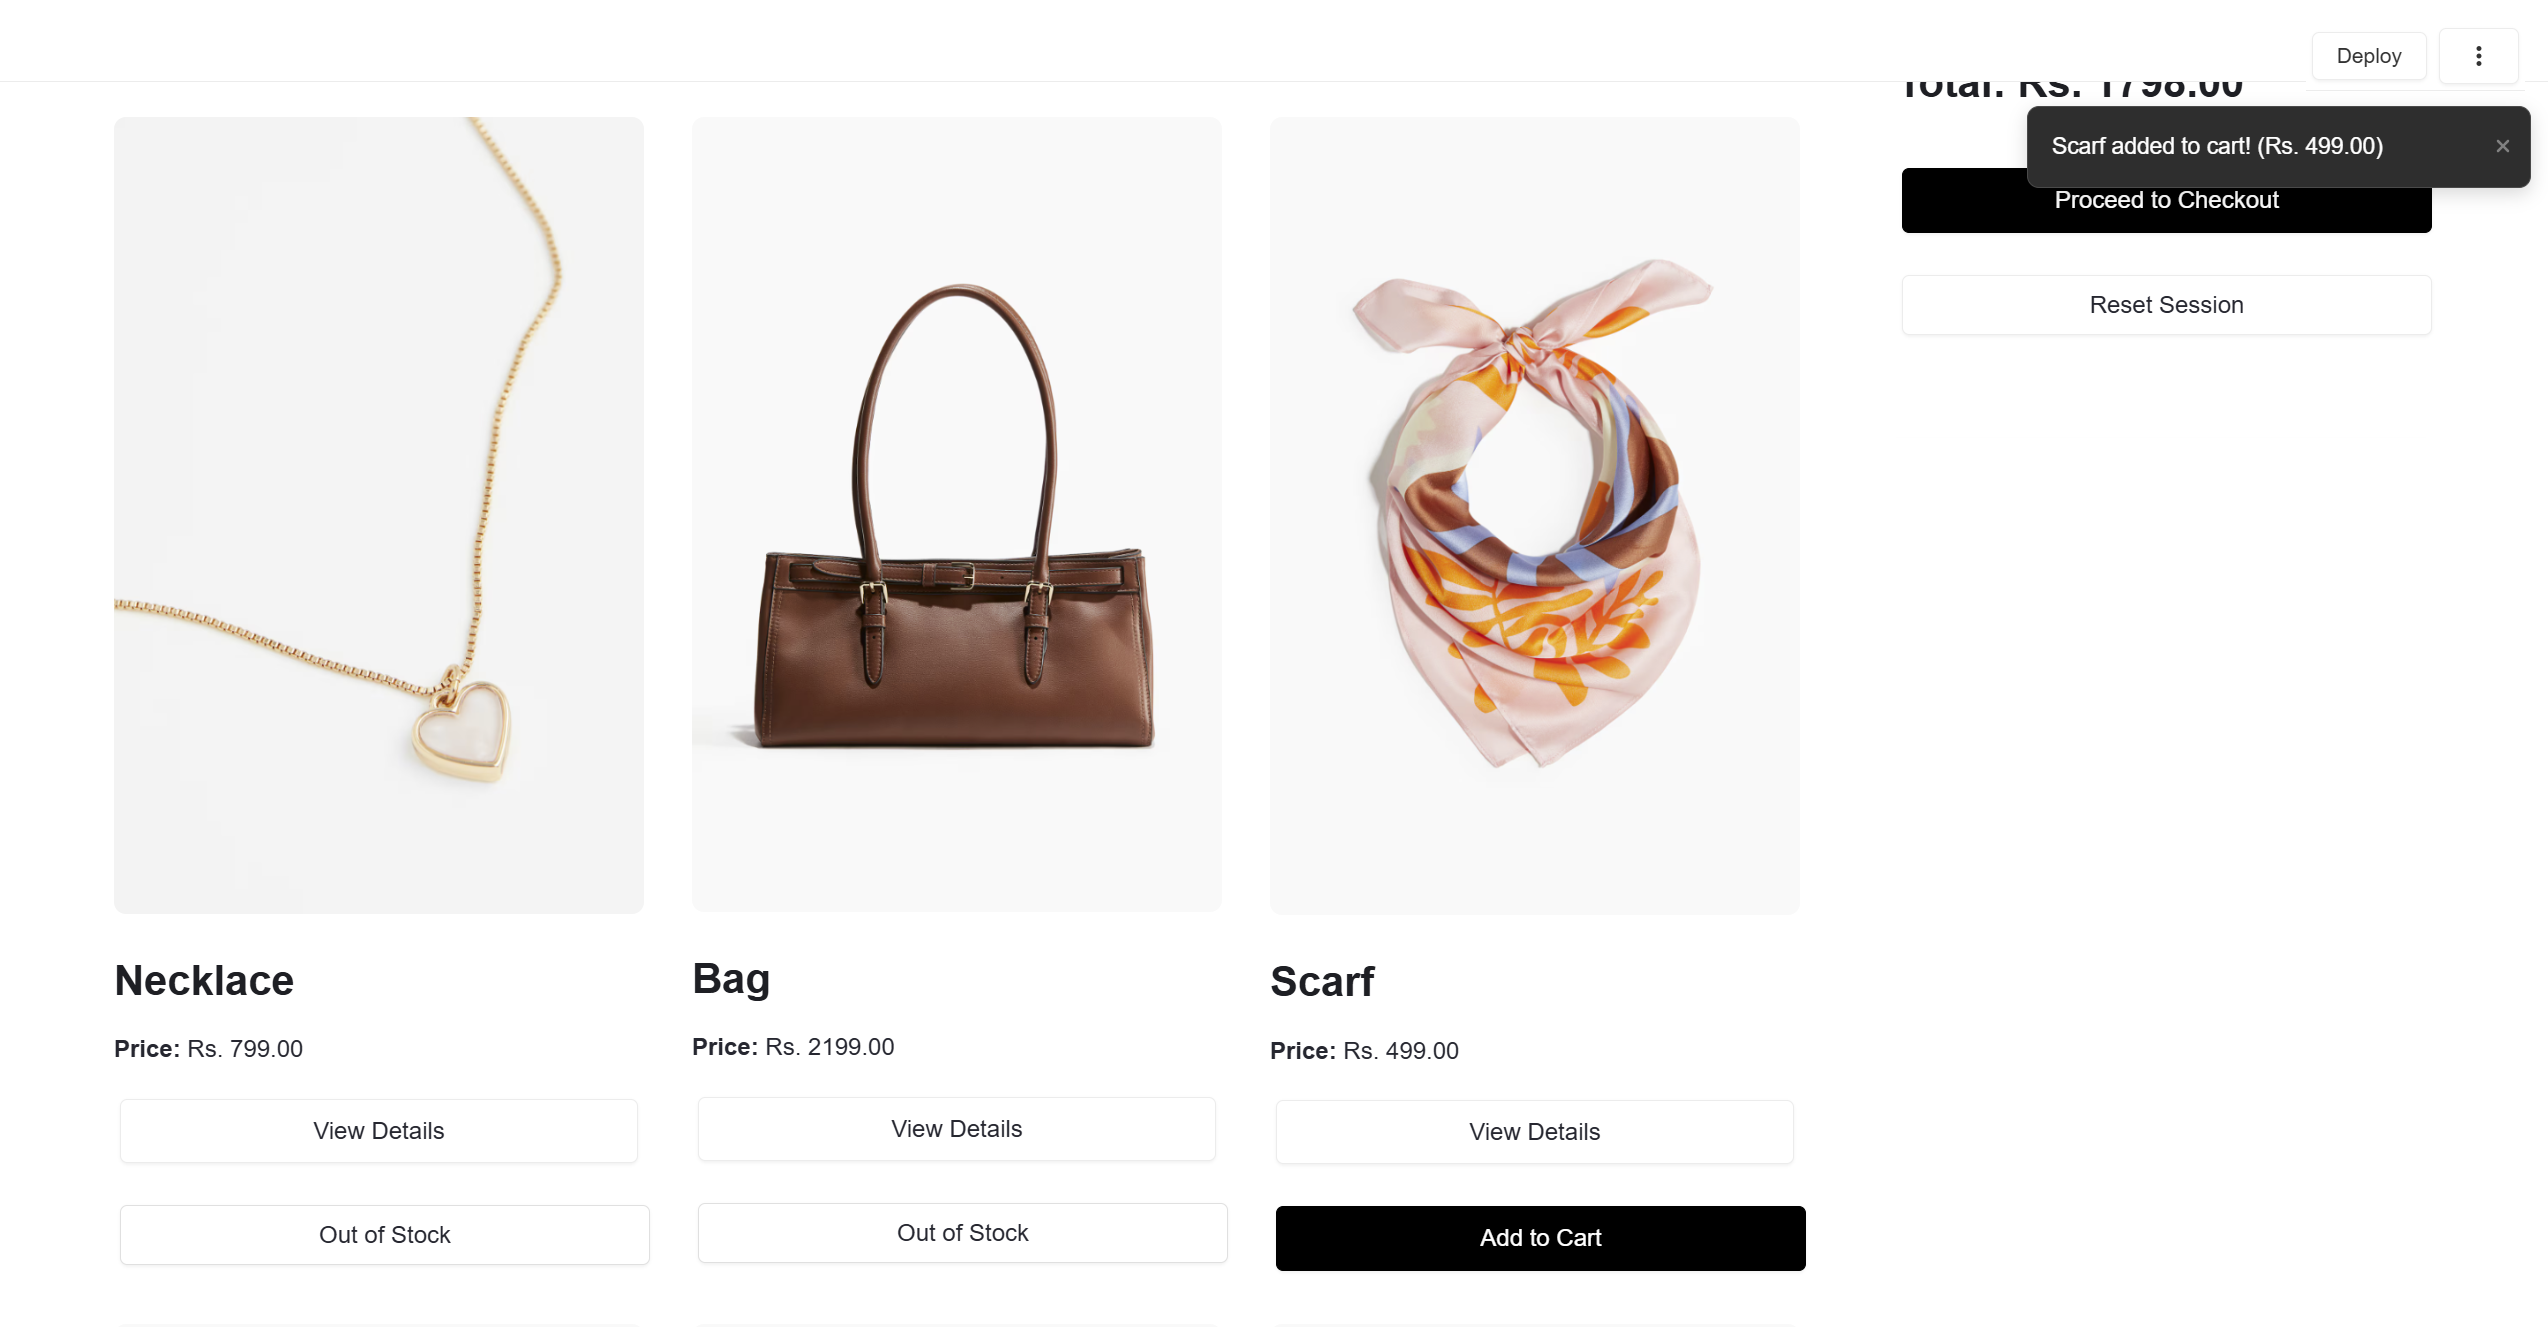 Deploy
Total: Rs. 1798.00
Scarf added to cart! (Rs. 499.00)
Proceed to Checkout
Reset Session
Necklace
Bag
Scarf
Price: Rs. 799.00
Price: Rs. 2199.00
Price: Rs. 499.00
View Details
View Details
View Details
Out of Stock
Out of Stock
Add to Cart